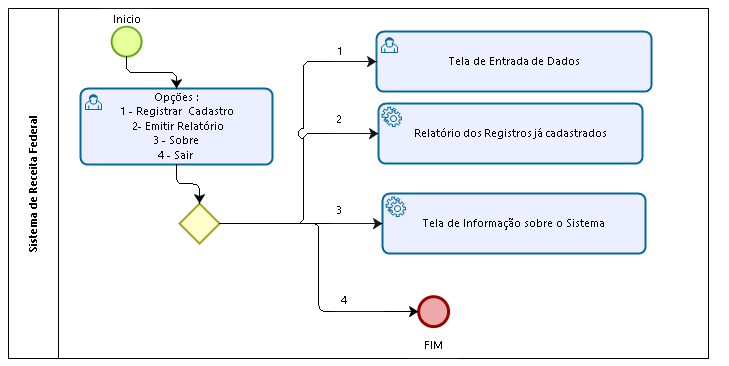 Sistema de Receita Federal
Inicio
Opções :
1 - Registrar Cadastro
2- Emitir Relatório
3 - Sobre
4 - Sair
1
Tela de Entrada de Dados
2
Relatório dos Registros já cadastrados
3
Tela de Informação sobre o Sistema
4
FIM